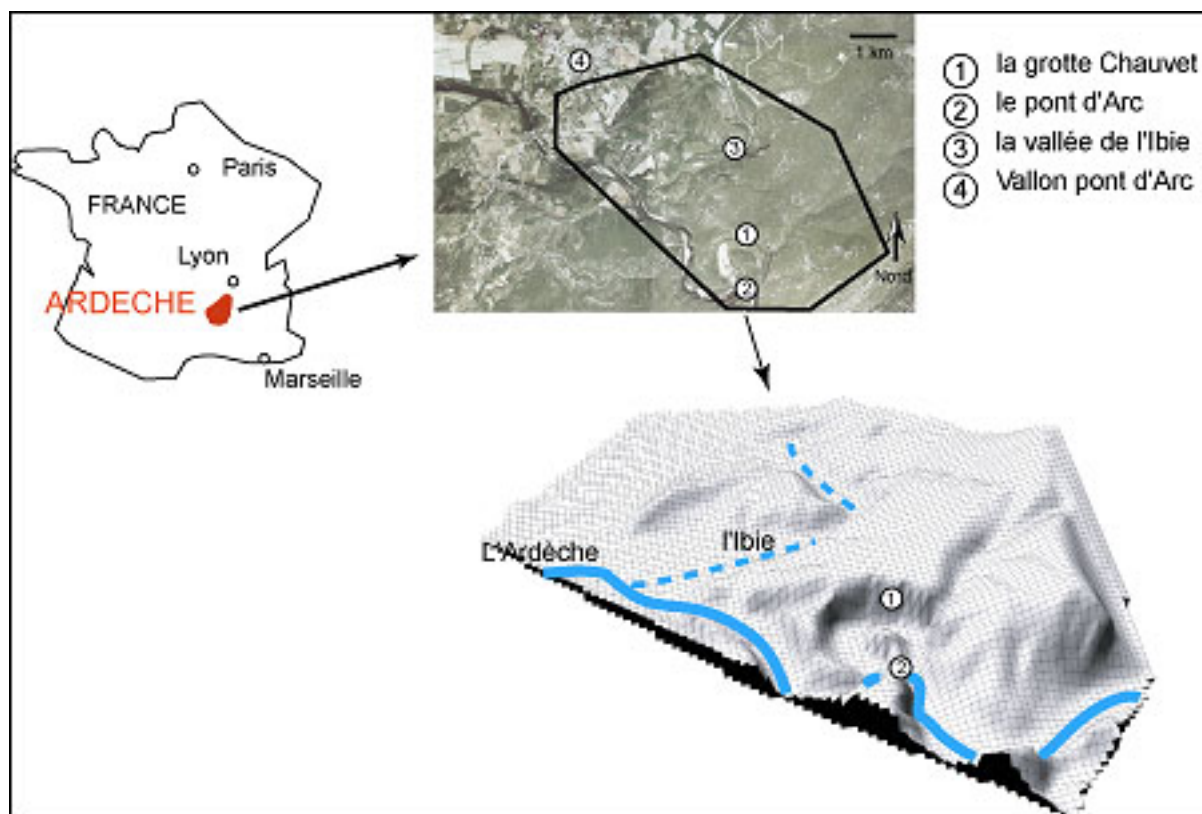 Paris
FRANCE
Lyon
ARDECHE
Marseille
4
1 km
3
1
Nord
2
1 la grotte Chauvet
2 le pont d'Arc
3 la vallée de l'Ibie
4 Vallon pont d'Arc
L'Ardèche
l'Ibie
1
2